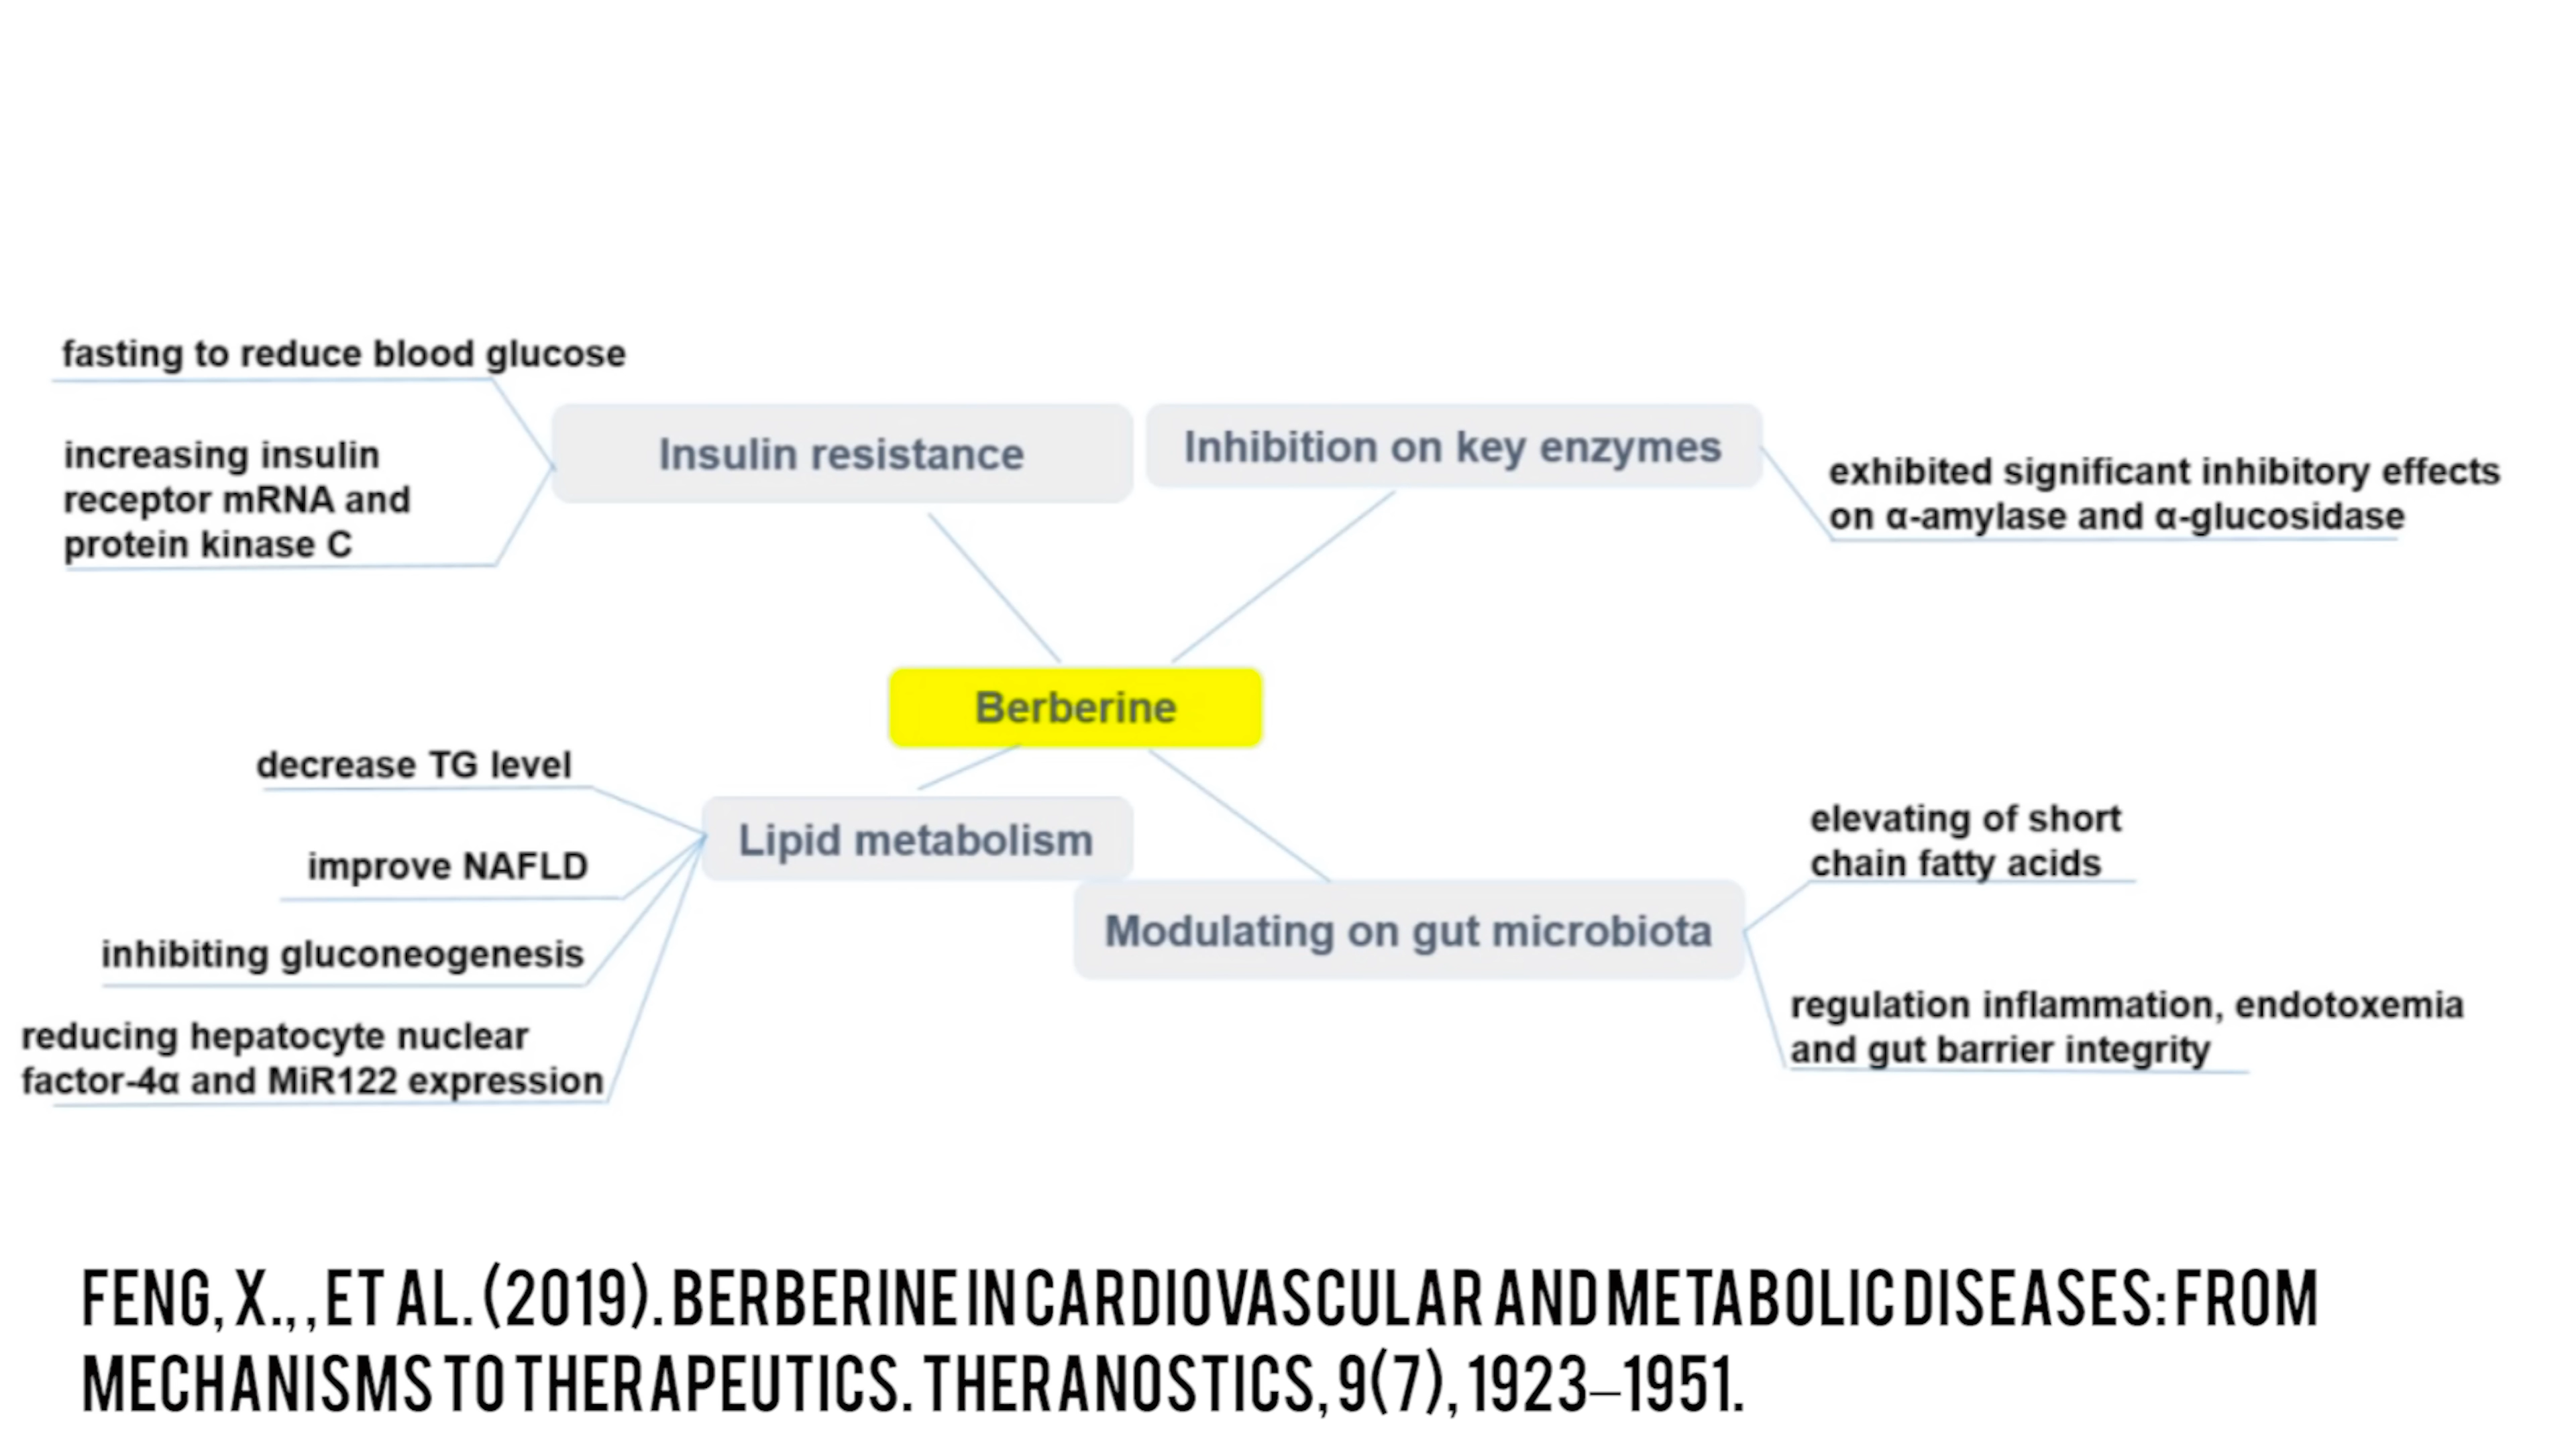 fasting to reduce blood glucose
increasing insulin
receptor mRNA and
protein kinase C
Insulin resistance
Inhibition on key enzymes
exhibited significant inhibitory effects
on α-amylase and α-glucosidase
Berberine
decrease TG level
improve NAFLD
inhibiting gluconeogenesis
reducing hepatocyte nuclear
factor-4α and MiR122 expression
Lipid metabolism
Modulating on gut microbiota
elevating of short
chain fatty acids
regulation inflammation, endotoxemia
and gut barrier integrity
FENG, X., , ET AL. (2019). BERBERINE IN CARDIOVASCULAR AND METABOLIC DISEASES: FROM
MECHANISMS TO THERAPEUTICS. THERANOSTICS, 9(7), 1923–1951.